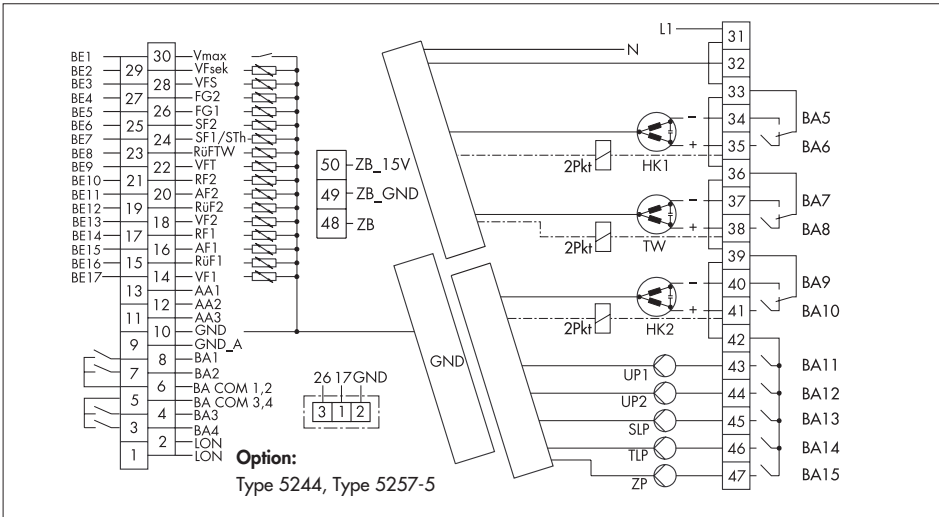 BE1 30 Vmax
BE2 29 VFsek
BE3 28 VFS
BE4 27 FG2
BE5 26 FG1
BE6 25 SF2
BE7 24 SF1/STh
BE8 23 RüFTW
BE9 22 VFT
BE10 21 RF2
BE11 20 AF2
BE12 19 RüF2
BE13 18 VF2
BE14 17 RF1
BE15 16 AF1
BE16 15 RüF1
BE17 14 VF1
13 AA1
12 AA2
11 AA3
10 GND
9 GND_A
8 BA1
7 BA2
6 BA COM 1,2
5 BA COM 3,4
4 BA3
3 BA4
2 LON
1 LON
50 ZB_15V
49 ZB_GND
48 ZB
26 17 GND
3 1 2
Option:
Type 5244, Type 5257-5
GND
L1 31
N 32
33
− 34 BA5
+ 35 BA6
2Pkt HK1
36
− 37 BA7
+ 38 BA8
2Pkt TW
39
− 40 BA9
+ 41 BA10
2Pkt HK2
42
UP1 43 BA11
UP2 44 BA12
SLP 45 BA13
TLP 46 BA14
ZP 47 BA15